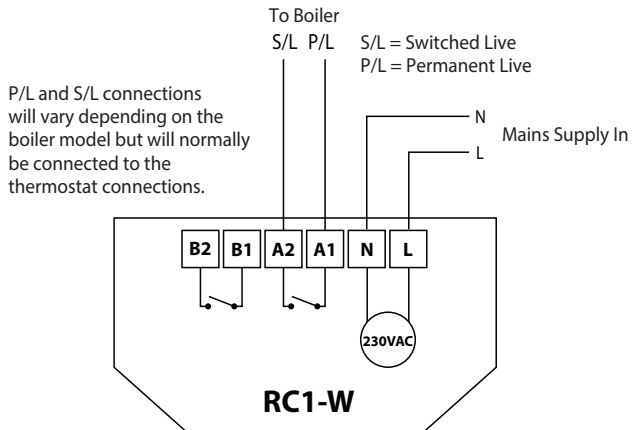 To Boiler
S/L P/L
S/L = Switched Live
P/L = Permanent Live
P/L and S/L connections
will vary depending on the
boiler model but will normally
be connected to the
thermostat connections.
N
Mains Supply In
L
B2 B1 A2 A1 N L
230VAC
RC1-W